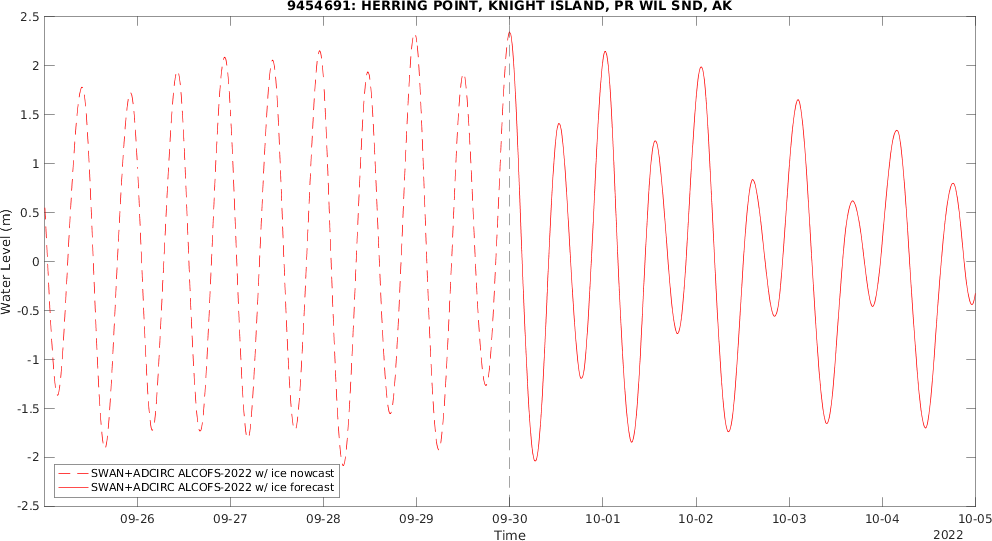 9454691: HERRING POINT, KNIGHT ISLAND, PR WIL SND, AK
2.5
2
1.5
1
0.5
0
-0.5
-1
-1.5
-2
-2.5
Water Level (m)
SWAN+ADCIRC ALCOFS-2022 w/ ice nowcast
SWAN+ADCIRC ALCOFS-2022 w/ ice forecast
09-26 09-27 09-28 09-29 09-30 10-01 10-02 10-03 10-04 10-05
Time
2022